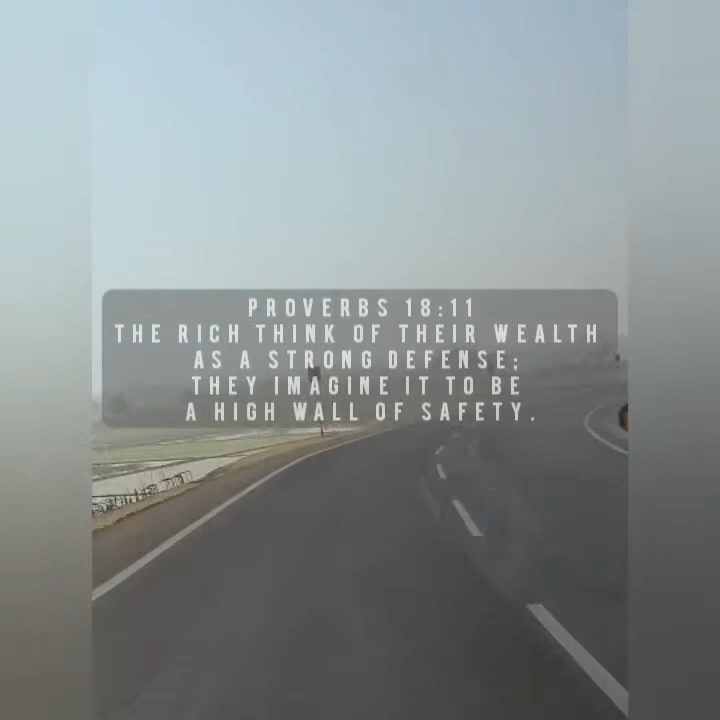 PROVERBS 18:11
THE RICH THINK OF THEIR WEALTH
AS A STRONG DEFENSE;
THEY IMAGINE IT TO BE
A HIGH WALL OF SAFETY.